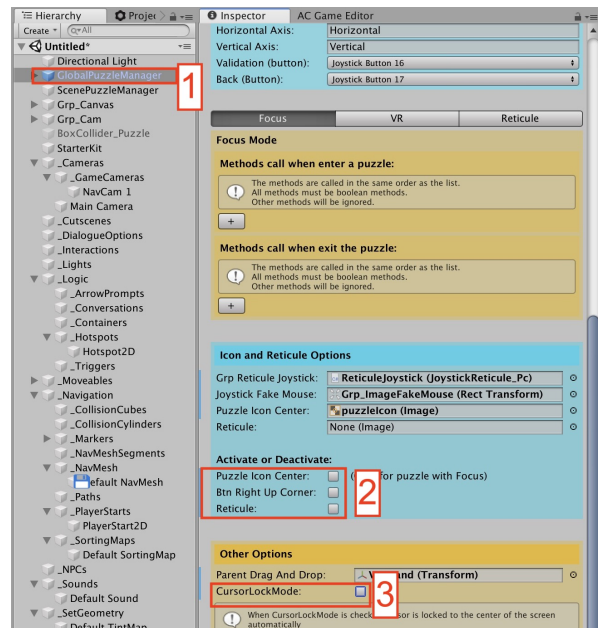 Hierarchy
Projec
Create
All
Untitled*
Directional Light
GlobalPuzzleManager
1
ScenePuzzleManager
Grp_Canvas
Grp_Cam
BoxCollider_Puzzle
StarterKit
_Cameras
_GameCameras
NavCam 1
Main Camera
_Cutscenes
_DialogueOptions
_Interactions
_Lights
_Logic
_ArrowPrompts
_Conversations
_Containers
_Hotspots
Hotspot2D
_Triggers
_Moveables
_Navigation
_CollisionCubes
_CollisionCylinders
_Markers
_NavMeshSegments
_NavMesh
efault NavMesh
_Paths
_PlayerStarts
PlayerStart2D
_SortingMaps
Default SortingMap
_NPCs
_Sounds
Default Sound
_SetGeometry
Default TintMap
Inspector
AC Game Editor
Horizontal Axis: Horizontal
Vertical Axis: Vertical
Validation (button): Joystick Button 16
Back (Button): Joystick Button 17
Focus VR Reticule
Focus Mode
Methods call when enter a puzzle:
The methods are called in the same order as the list.
All methods must be boolean methods.
Other methods will be ignored.
+
Methods call when exit the puzzle:
The methods are called in the same order as the list.
All methods must be boolean methods.
Other methods will be ignored.
+
Icon and Reticule Options
Grp Reticule Joystick: ReticuleJoystick (JoystickReticule_Pc)
Joystick Fake Mouse: Grp_ImageFakeMouse (Rect Transform)
Puzzle Icon Center: puzzleIcon (Image)
Reticule: None (Image)
Activate or Deactivate:
Puzzle Icon Center: for puzzle with Focus)
Btn Right Up Corner:
Reticule:
2
Other Options
Parent Drag And Drop: (Transform)
CursorLockMode:
3
When CursorLockMode is check is locked to the center of the screen
automatically